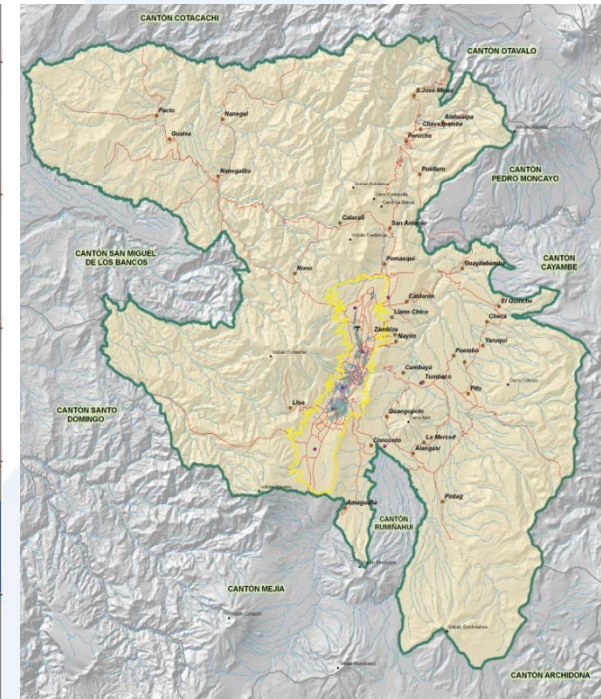 CANTÓN COTACACHI
CANTÓN OTAVALO
S.Jose Minas
Pacto
Nanegal
Atahualpa
Chavezpamba
Gualea
Perucho
Nanegalito
Puéllaro
CANTÓN
PEDRO MONCAYO
Calacalí
San Antonio
CANTÓN SAN MIGUEL
DE LOS BANCOS
Pomasqui
CANTÓN
CAYAMBE
Nono
Guayllabamba
Calderón
El Quinche
Llano Chico
Checa
Zámbiza
Nayón
Yaruquí
Puembo
Cumbayá
Tumbaco
Pifo
Lloa
CANTÓN SANTO
DOMINGO
Guangopolo
Conocoto
La Merced
Alangasí
Amaguaña
Pintag
CANTÓN
RUMIÑAHUI
CANTÓN MEJÍA
CANTÓN ARCHIDONA